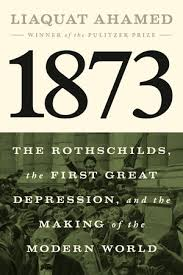 LIAQUAT AHAMED
WINNER of the PULITZER PRIZE
1873
THE ROTHSCHILDS,
the FIRST GREAT
DEPRESSION, and the
MAKING of the
MODERN WORLD